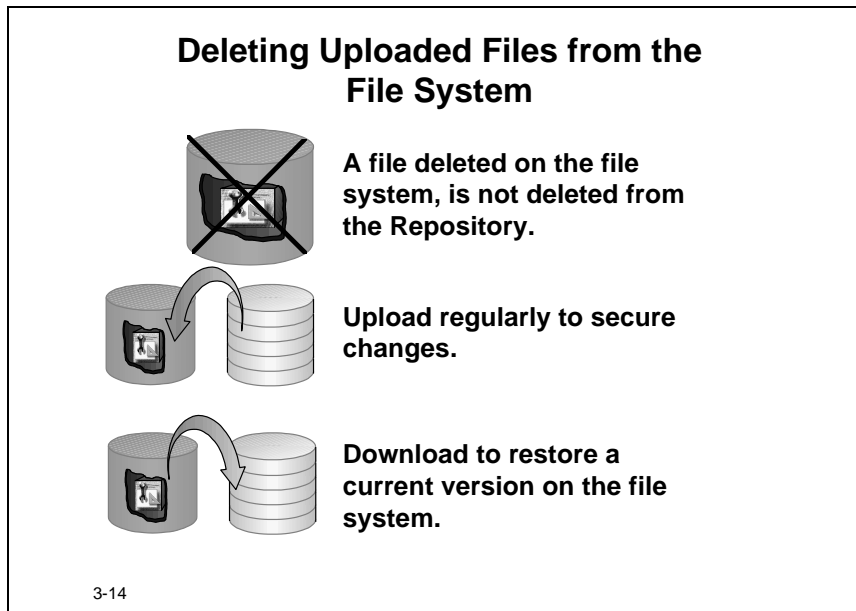 Deleting Uploaded Files from the
File System
A file deleted on the file
system, is not deleted from
the Repository.
Upload regularly to secure
changes.
Download to restore a
current version on the file
system.
3-14